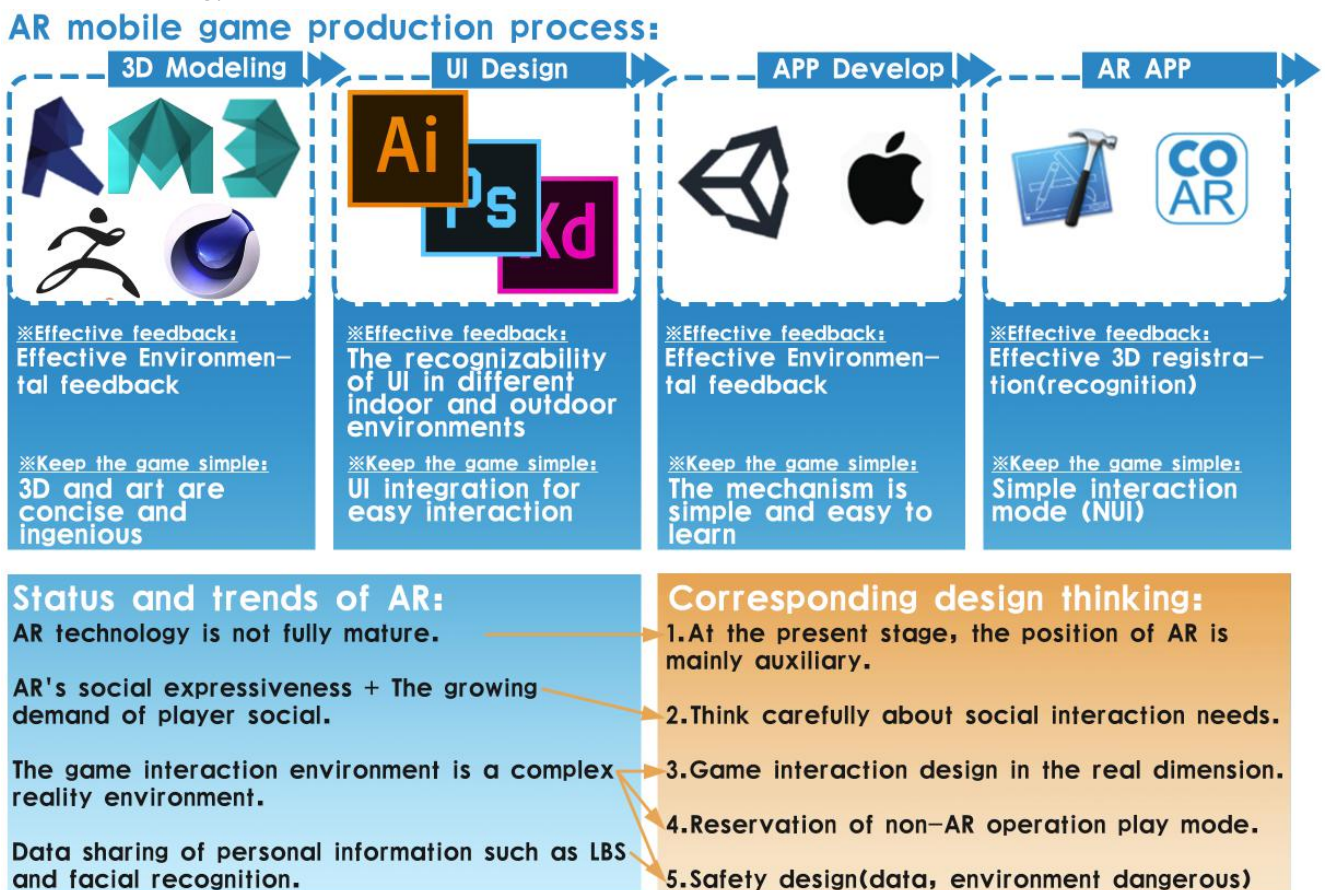 AR mobile game production process:
3D Modeling
UI Design
APP Develop
AR APP
Ai
Ps
Xd
CO
AR
※Effective feedback:
Effective Environmen-
tal feedback
※Keep the game simple:
3D and art are
concise and
ingenious
※Effective feedback:
The recognizability
of UI in different
indoor and outdoor
environments
※Keep the game simple:
UI integration for
easy interaction
※Effective feedback:
Effective Environmen-
tal feedback
※Keep the game simple:
The mechanism is
simple and easy to
learn
※Effective feedback:
Effective 3D registra-
tion(recognition)
※Keep the game simple:
Simple interaction
mode (NUI)
Status and trends of AR:
AR technology is not fully mature.
AR's social expressiveness + The growing
demand of player social.
The game interaction environment is a complex
reality environment.
Data sharing of personal information such as LBS
and facial recognition.
Corresponding design thinking:
1.At the present stage, the position of AR is
mainly auxiliary.
2.Think carefully about social interaction needs.
3.Game interaction design in the real dimension.
4.Reservation of non-AR operation play mode.
5.Safety design(data, environment dangerous)